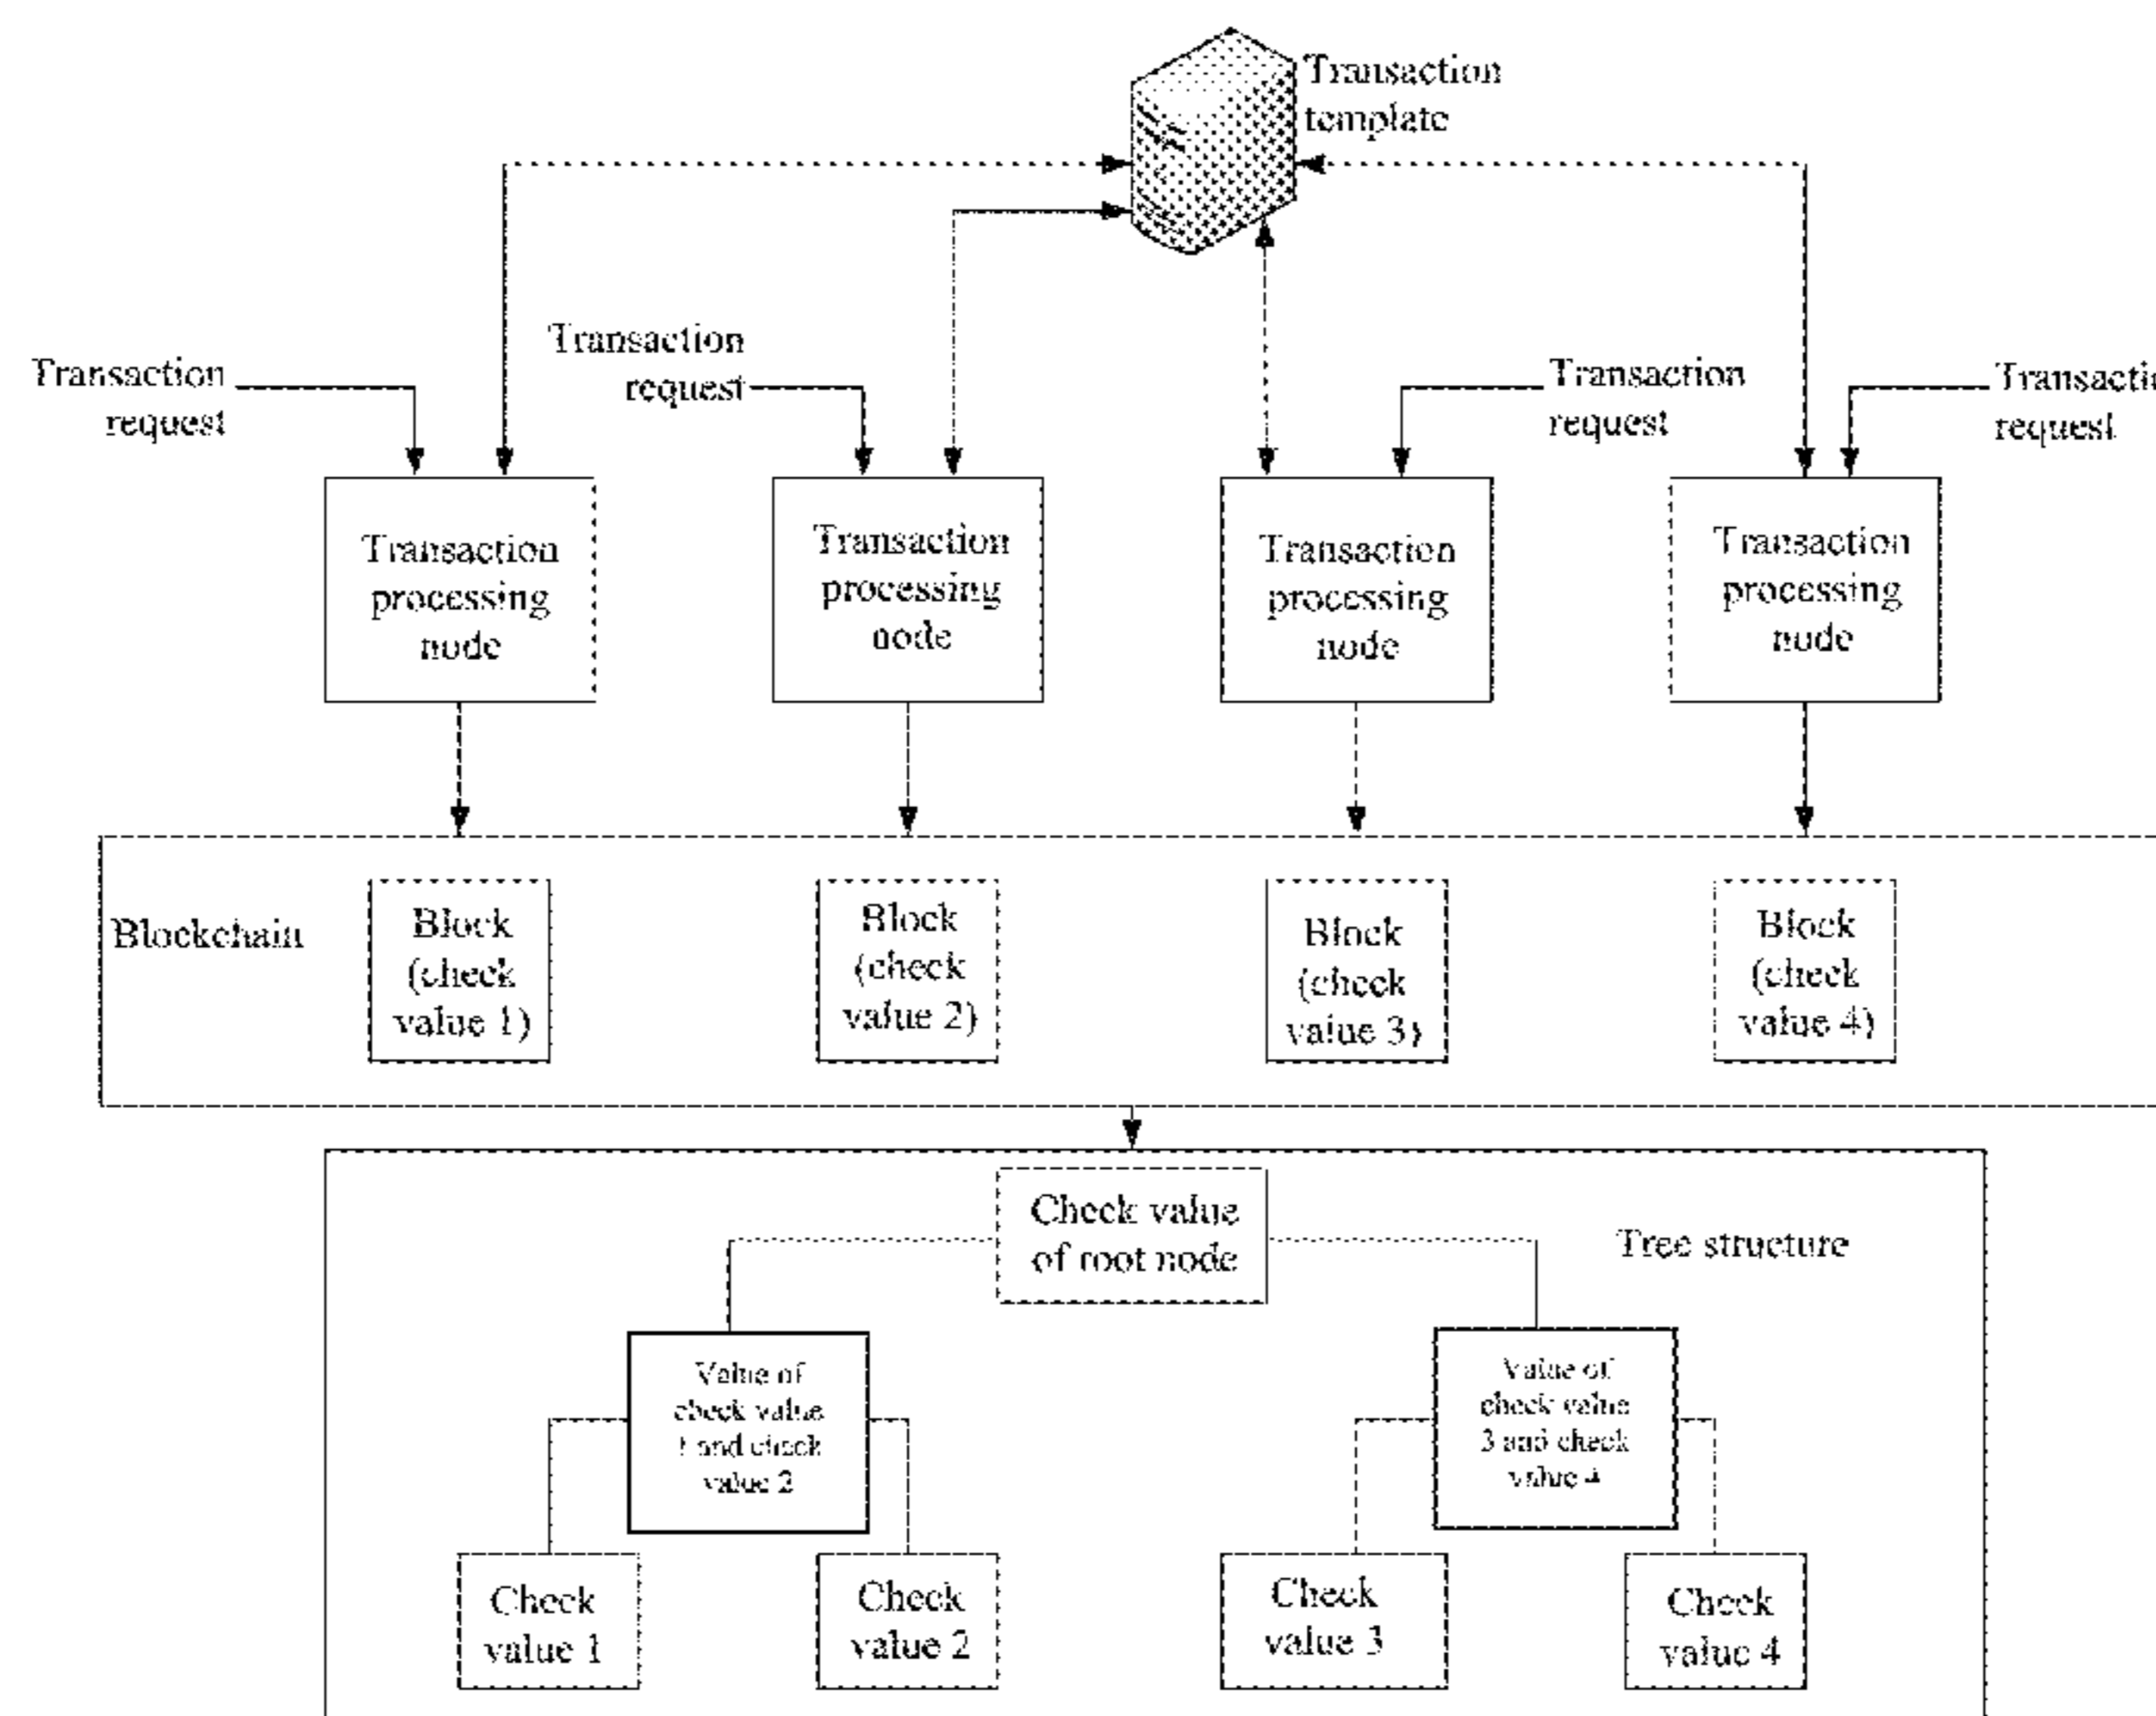 Transaction
template
Transaction
request
Transaction
request
Transaction
request
Transacti
request
Transaction
processing
node
Transaction
processing
node
Transaction
processing
node
Transaction
processing
node
Blockchain
Block
(check
value 1)
Block
(check
value 2)
Block
(check
value 3)
Block
(check
value 4)
Check value
of root node
Tree structure
Value of
check value
1 and check
value 2
Value of
check value
3 and check
value 4
Check
value 1
Check
value 2
Check
value 3
Check
value 4